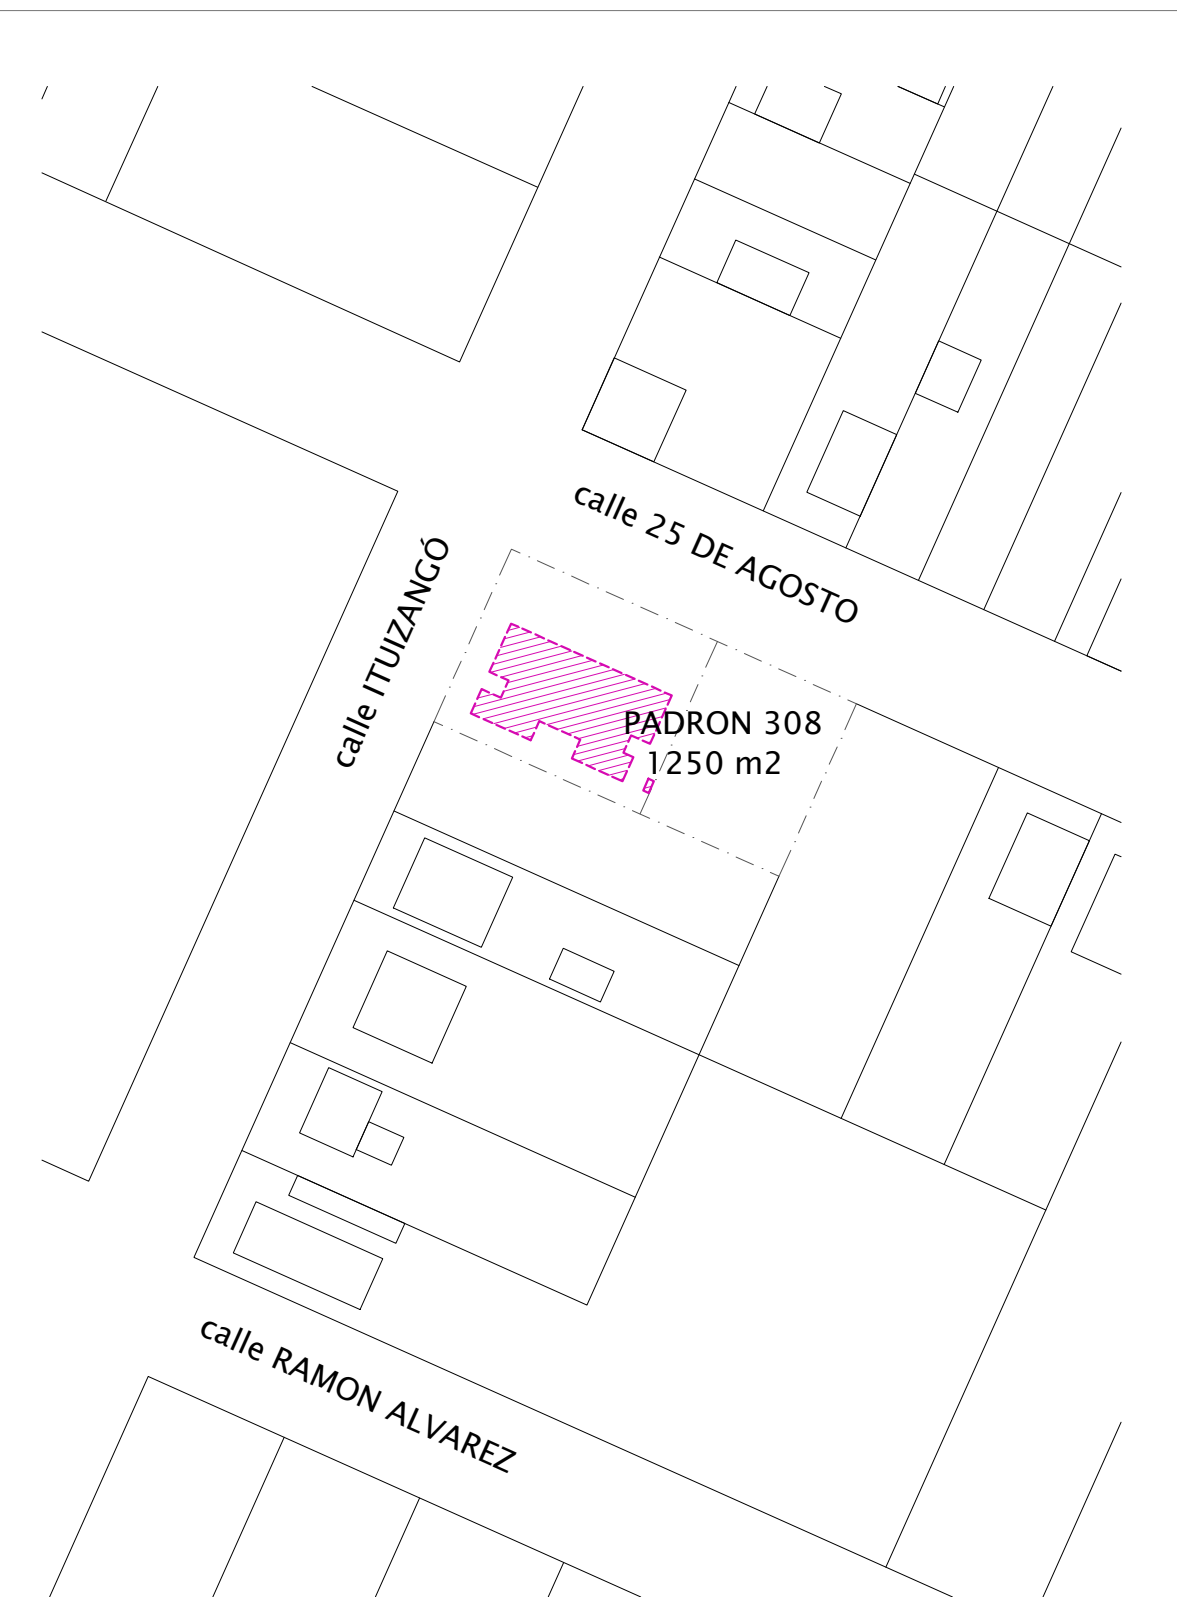 calle 25 DE AGOSTO
calle ITUIZANGÓ
PADRON 308
1250 m2
calle RAMON ALVAREZ